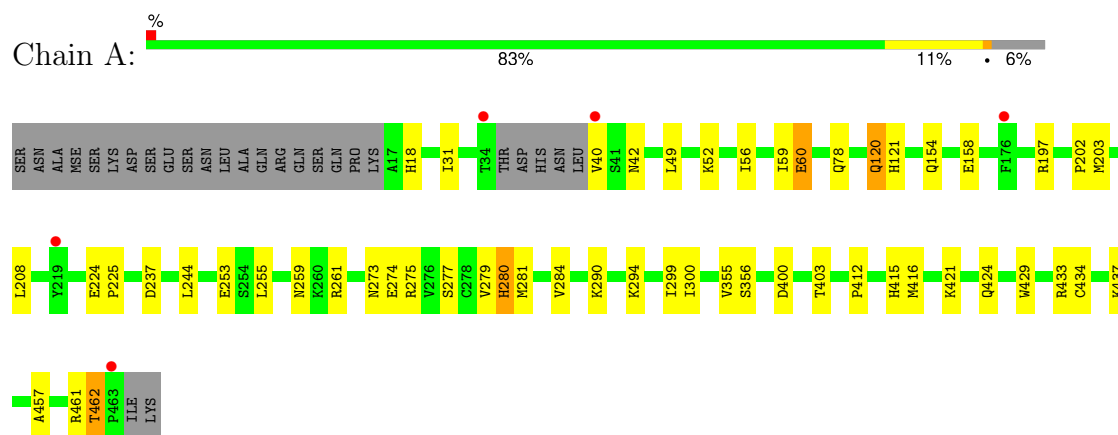 %
Chain A:
83% 11% • 6%
SER ASN ALA MSE SER LYS ASP SER GLU SER ASN LEU ALA GLN ARG GLN SER GLN PRO LYS A17 H18 I31 T34 THR ASP HIS ASN LEU V40 S41 N42 L49 K52 I56 I59 E60 Q78 Q120 H121 Q154 E158 F176 R197 P202 M203
L208 Y219 E224 P225 D237 L244 E253 S254 L255 N259 K260 R261 N273 E274 R275 V276 S277 C278 V279 H280 M281 V284 K290 K294 I299 I300 V355 S356 D400 T403 P412 H415 M416 K421 Q424 W429 R433 C434 K437
A457 R461 T462 P463 ILE LYS